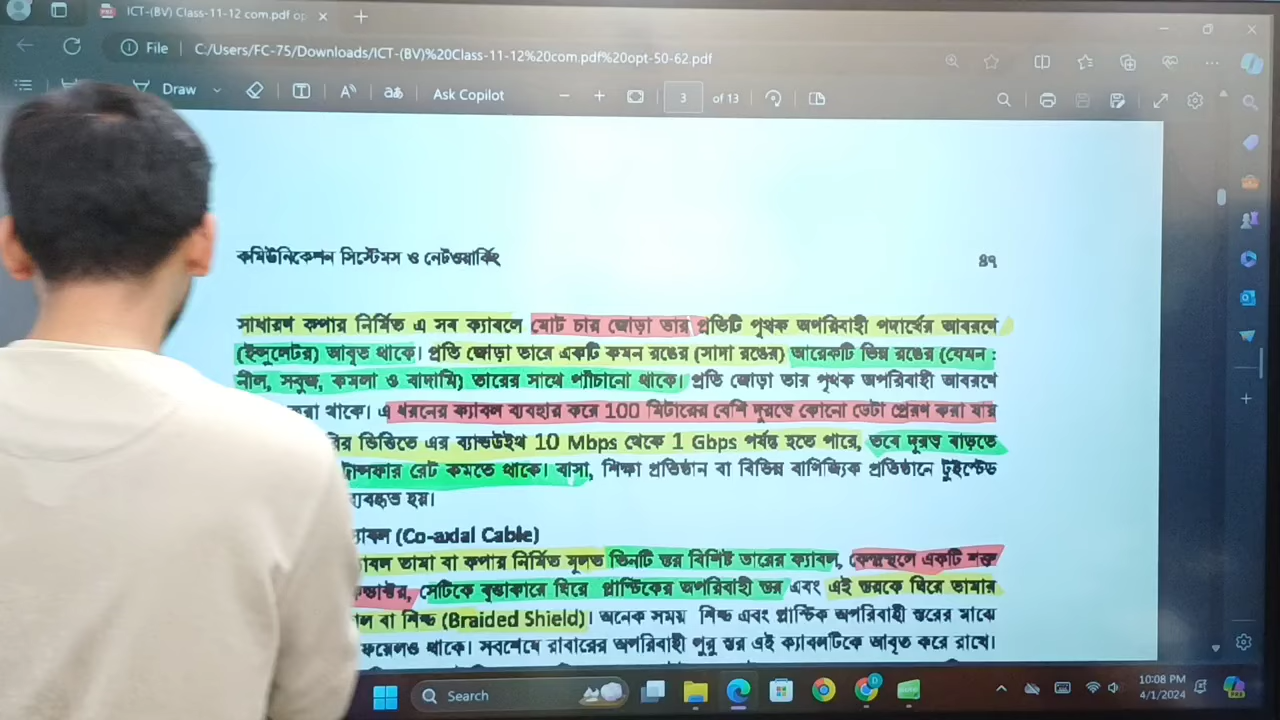 ICT-(BV) Class-11-12 com.pdf op
File C:/Users/FC-75/Downloads/ICT-(BV)%20Class-11-12%20com.pdf%20opt-50-62.pdf
Draw Ask Copilot 3 of 13
কমিউনিকেশন সিস্টেমস ও নেটওয়ার্কিং ৪৭
সাধারণ কপার নির্মিত এ সব ক্যাবলে মোট চার জোড়া তার প্রতিটি পৃথক অপরিবাহী পদার্থের আবরণে
(ইন্সুলেটর) আবৃত থাকে। প্রতি জোড়া তারে একটি কমন রঙের (সাদা রঙের) আরেকটি ভিন্ন রঙের (যেমন :
নীল, সবুজ, কমলা ও বাদামি) তারের সাথে প্যাঁচানো থাকে। প্রতি জোড়া তার পৃথক অপরিবাহী আবরণে
করা থাকে। এ ধরনের ক্যাবল ব্যবহার করে 100 মিটারের বেশি দূরত্বে কোনো ডেটা প্রেরণ করা যায়
ভিত্তিতে এর ব্যান্ডউইথ 10 Mbps থেকে 1 Gbps পর্যন্ত হতে পারে, তবে দূরত্ব বাড়তে
ট্রান্সফার রেট কমতে থাকে। বাসা, শিক্ষা প্রতিষ্ঠান বা বিভিন্ন বাণিজ্যিক প্রতিষ্ঠানে টুইস্টেড
ব্যবহৃত হয়।
(Co-axial Cable)
তামা বা কপার নির্মিত মূলত তিনটি স্তর বিশিষ্ট তারের ক্যাবল, কেন্দ্রস্থলে একটি শক্ত
সেটিকে বৃত্তাকারে ঘিরে প্লাস্টিকের অপরিবাহী স্তর এবং এই স্তরকে ঘিরে তামার
বা শিল্ড (Braided Shield)। অনেক সময় শিল্ড এবং প্লাস্টিক অপরিবাহী স্তরের মাঝে
ফয়েলও থাকে। সবশেষে রাবারের অপরিবাহী পুরু স্তর এই ক্যাবলটিকে আবৃত করে রাখে।
Search
10:08 PM
4/1/2024